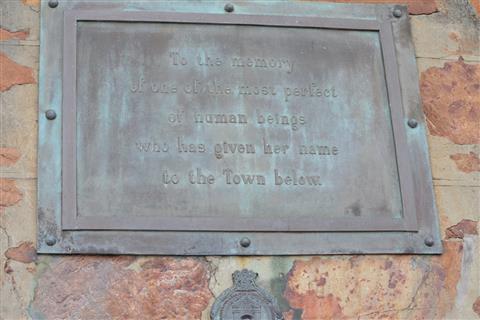 To the memory
of one of the most perfect
of human beings
who has given her name
to the Town below.